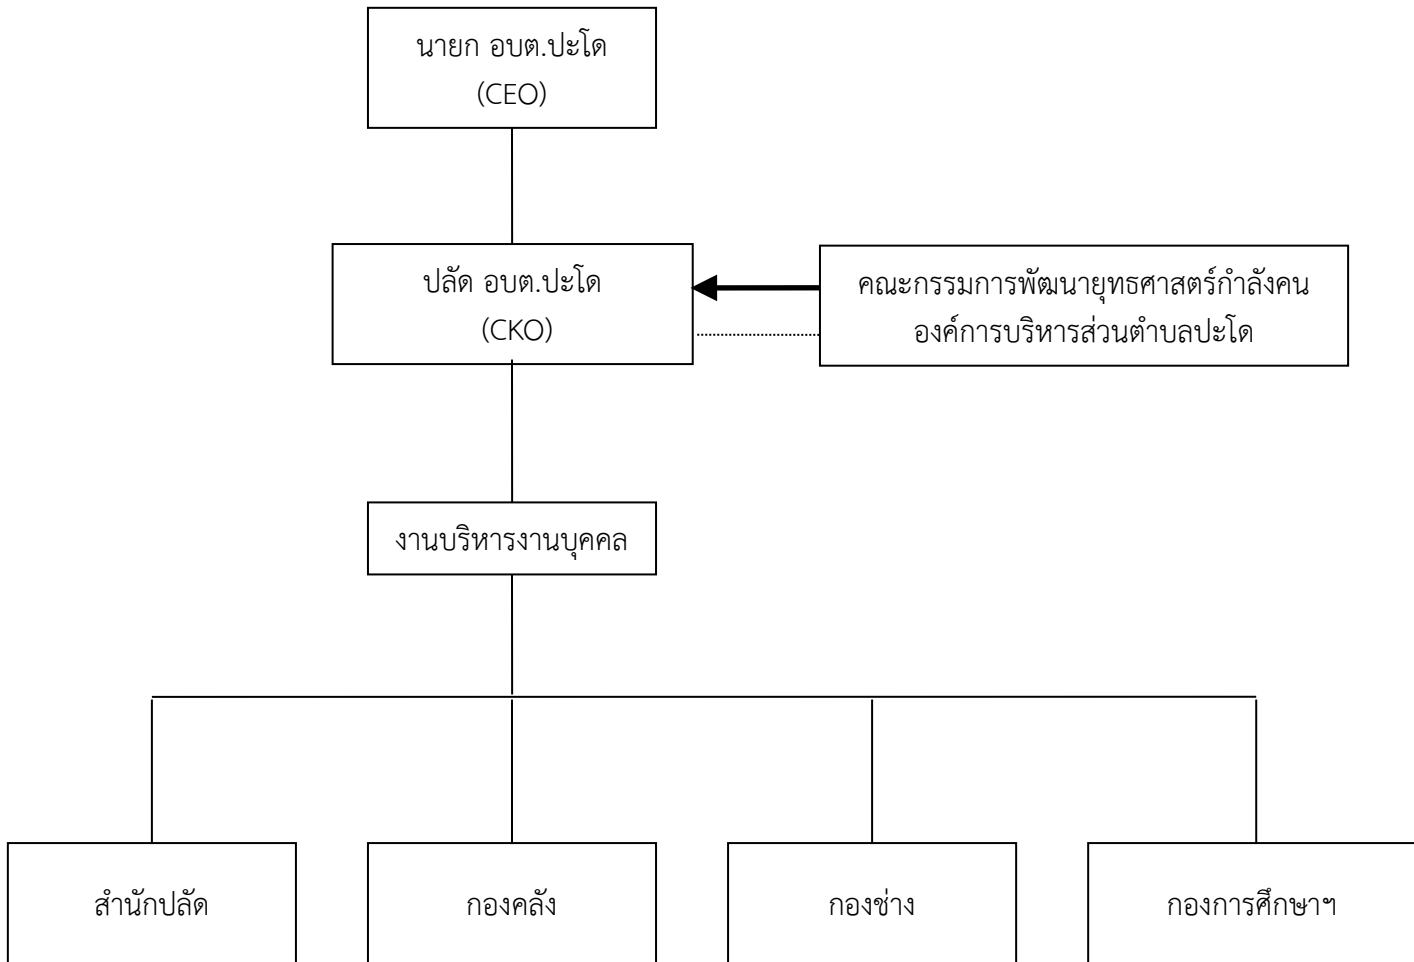 นายก อบต.ปะโด
(CEO)
ปลัด อบต.ปะโด
(CKO)
คณะกรรมการพัฒนายุทธศาสตร์กำลังคน
องค์การบริหารส่วนตำบลปะโด
งานบริหารงานบุคคล
สำนักปลัด
กองคลัง
กองช่าง
กองการศึกษาฯ